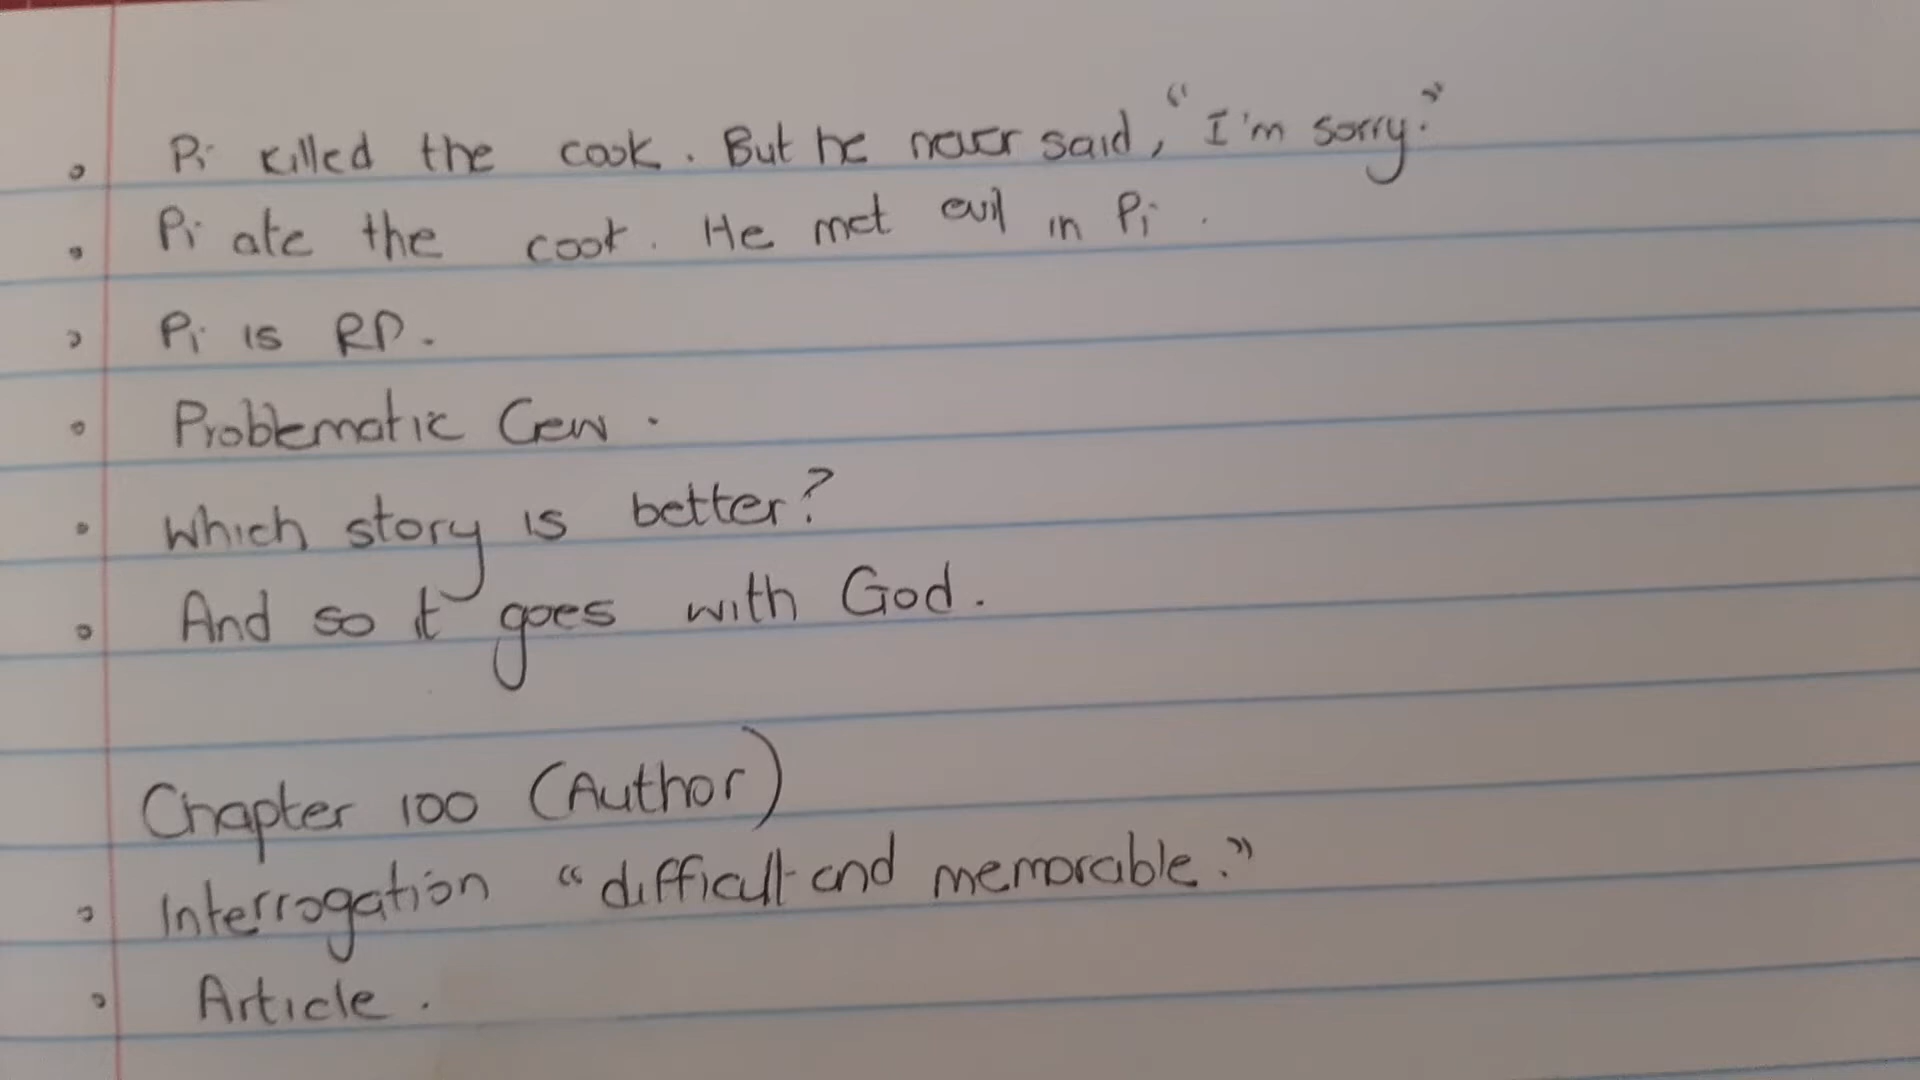 Pi killed the cook. But he never said, "I'm sorry."
Pi ate the cook. He met evil in Pi.
Pi is RP.
Problematic Crew.
Which story is better?
And so it goes with God.
Chapter 100 (Author)
Interrogation "difficult and memorable."
Article.